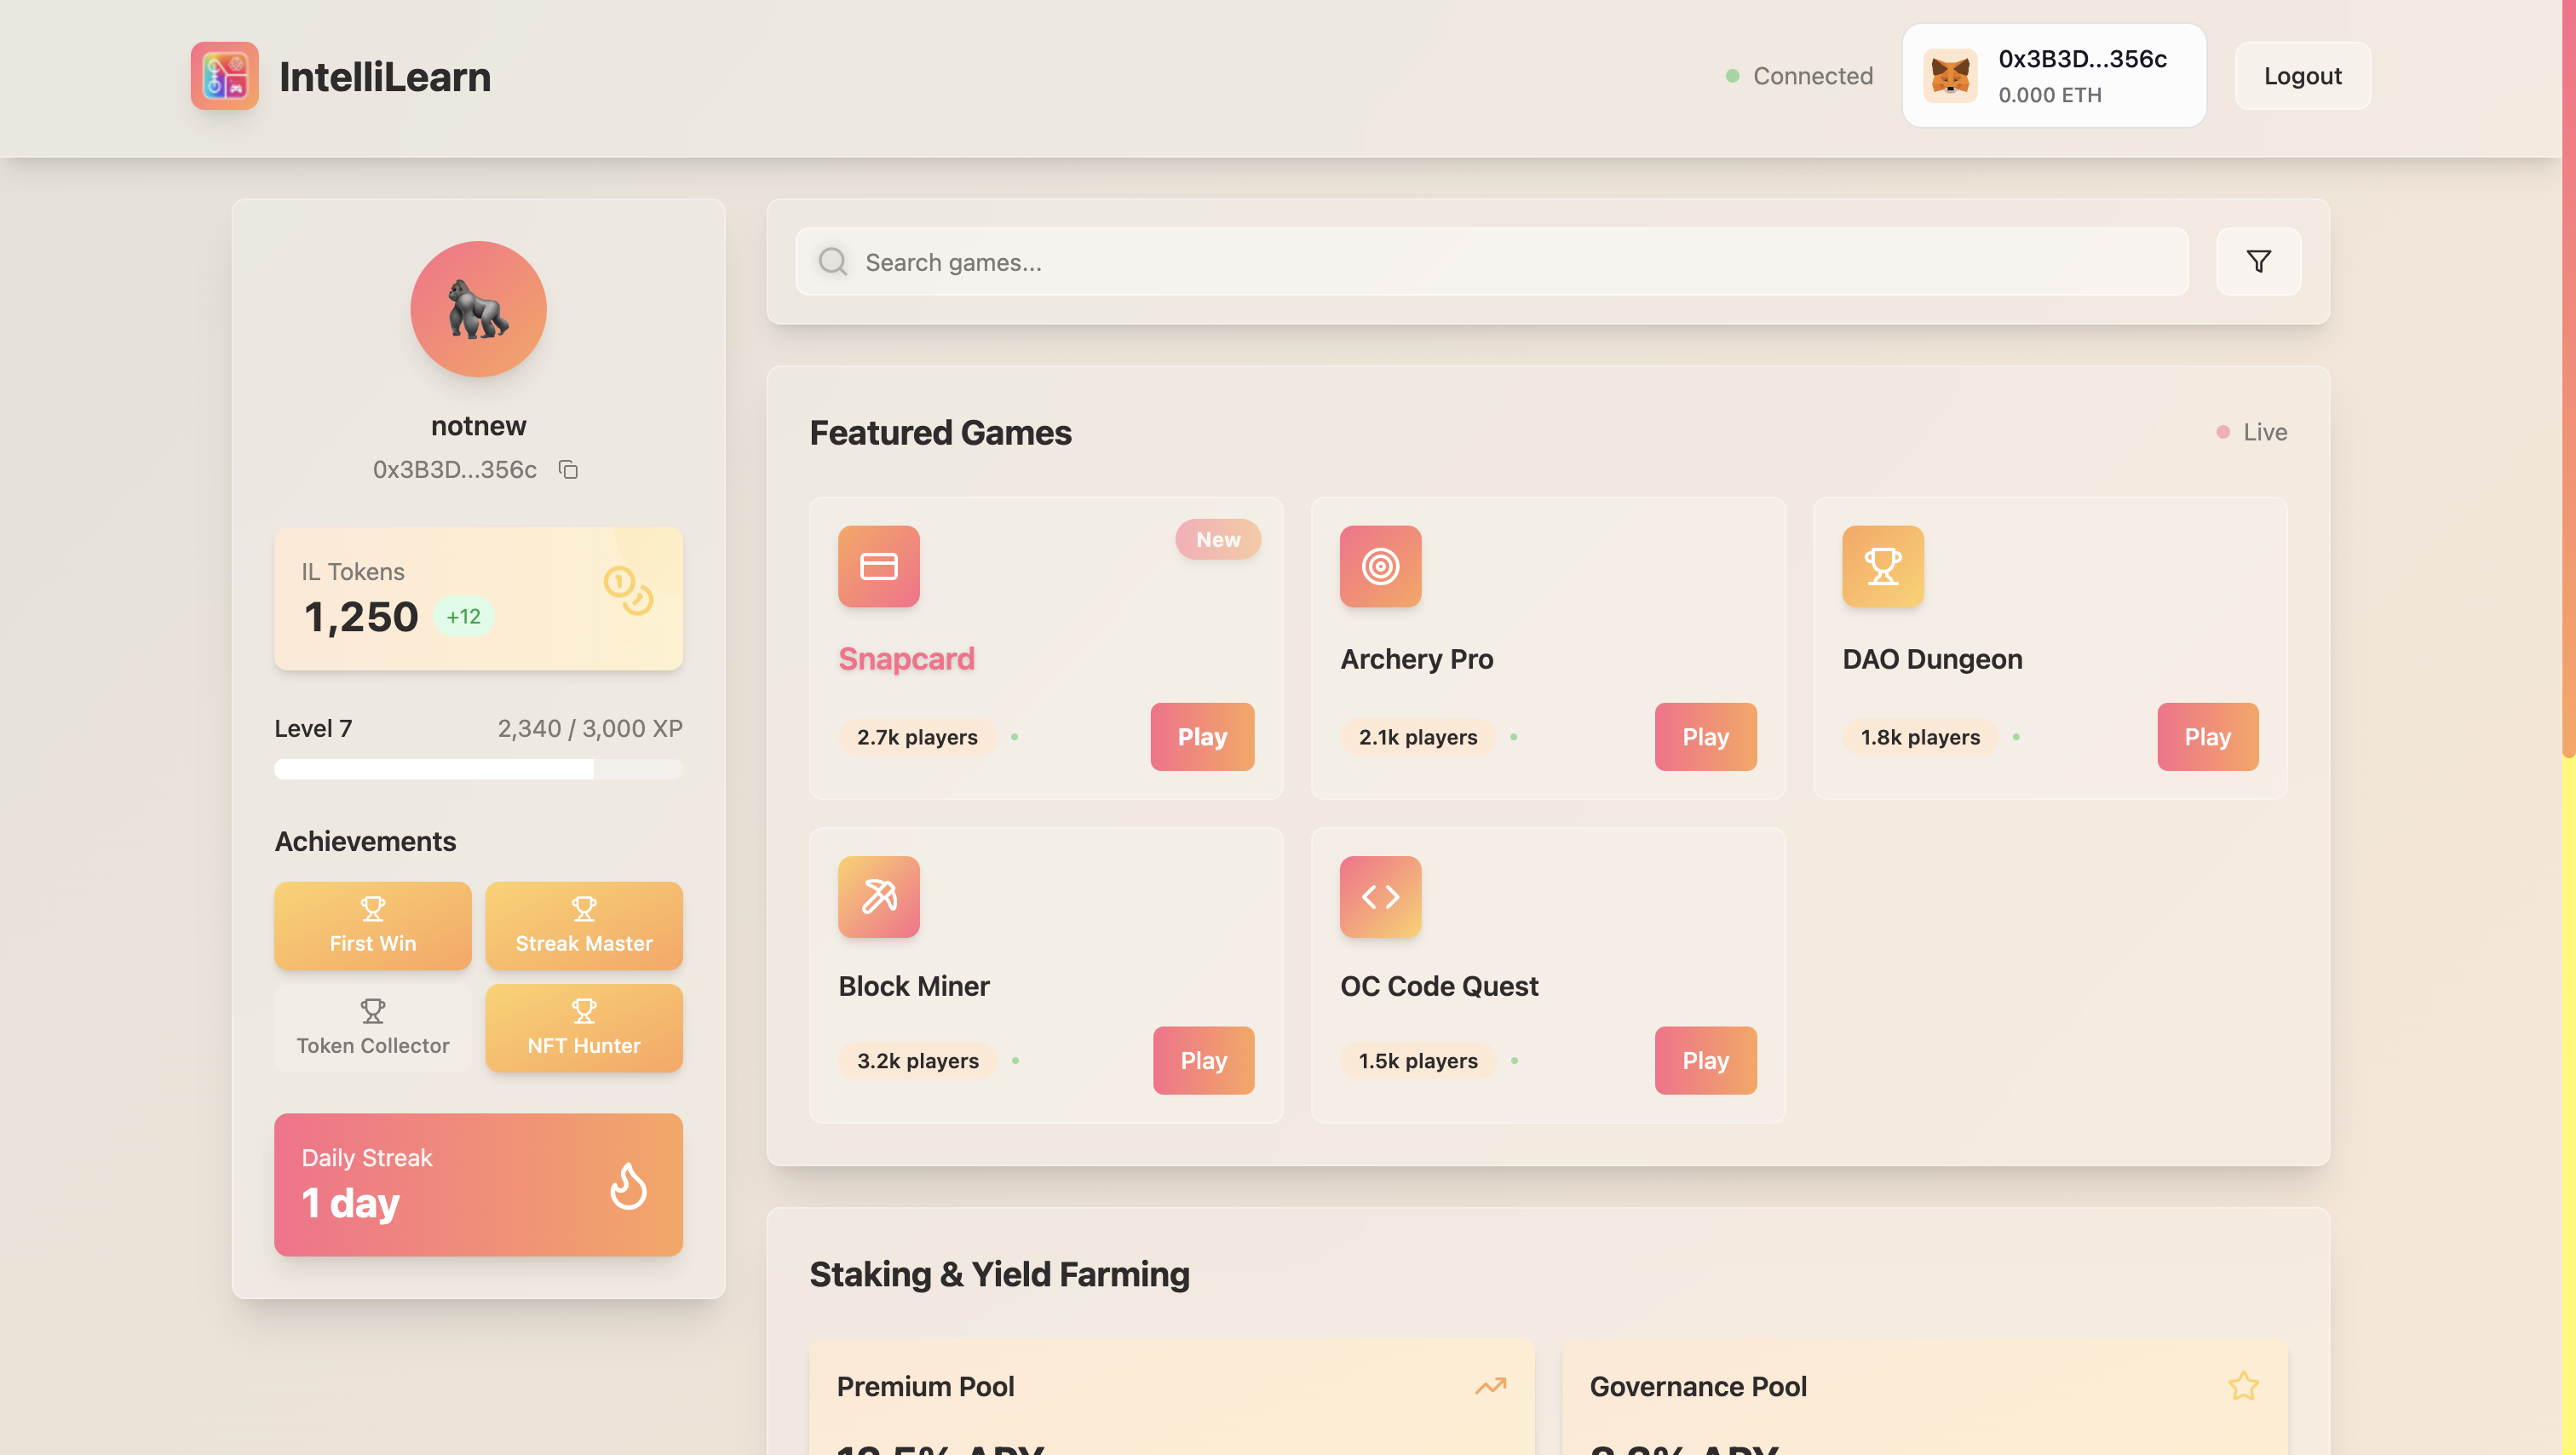 IntelliLearn
Connected
0x3B3D...356c
0.000 ETH
Logout
notnew
0x3B3D...356c
IL Tokens
1,250 +12
Level 7 2,340 / 3,000 XP
Achievements
First Win
Streak Master
Token Collector
NFT Hunter
Daily Streak
1 day
Search games...
Featured Games
Live
New
Snapcard
2.7k players
Play
Archery Pro
2.1k players
Play
DAO Dungeon
1.8k players
Play
Block Miner
3.2k players
Play
OC Code Quest
1.5k players
Play
Staking & Yield Farming
Premium Pool
Governance Pool